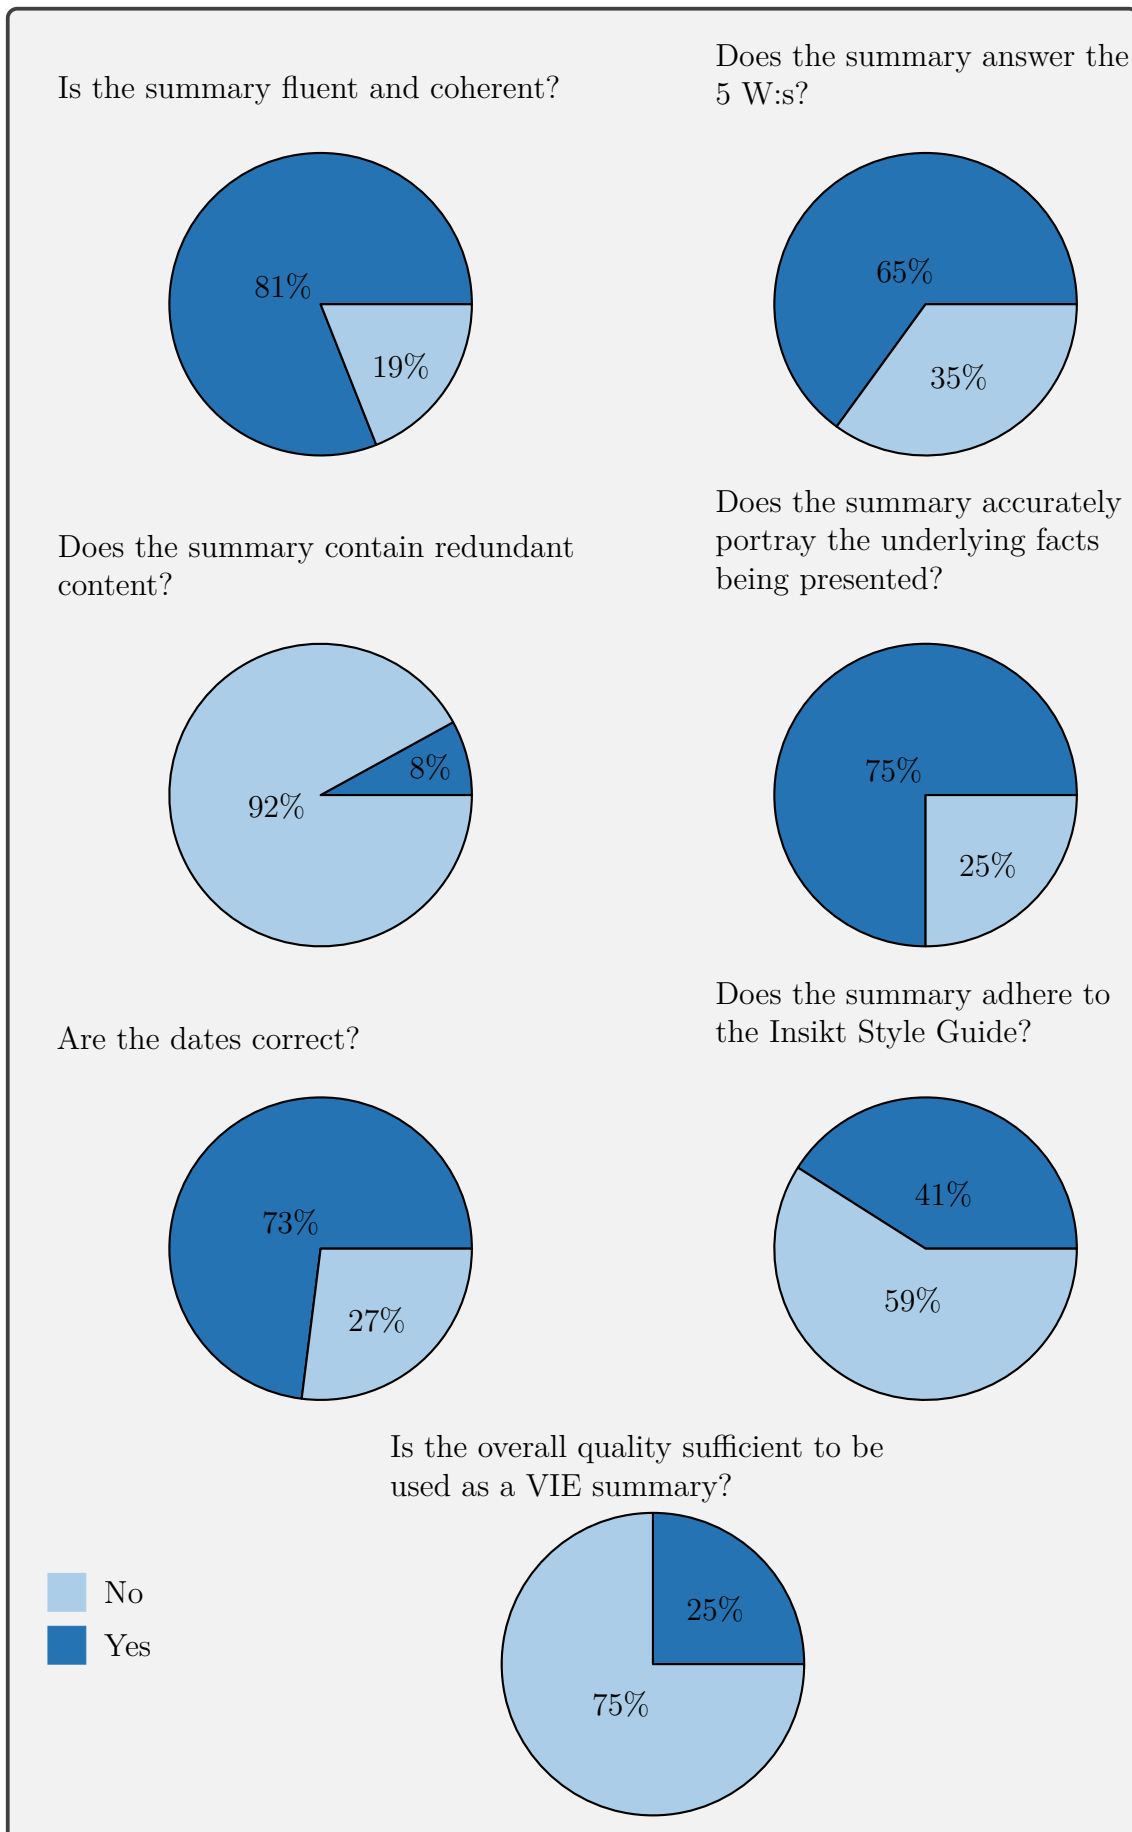 Is the summary fluent and coherent?
81%
19%
Does the summary answer the
5 W:s?
65%
35%
Does the summary contain redundant
content?
8%
92%
Does the summary accurately
portray the underlying facts
being presented?
75%
25%
Are the dates correct?
73%
27%
Does the summary adhere to
the Insikt Style Guide?
41%
59%
Is the overall quality sufficient to be
used as a VIE summary?
25%
75%
No
Yes